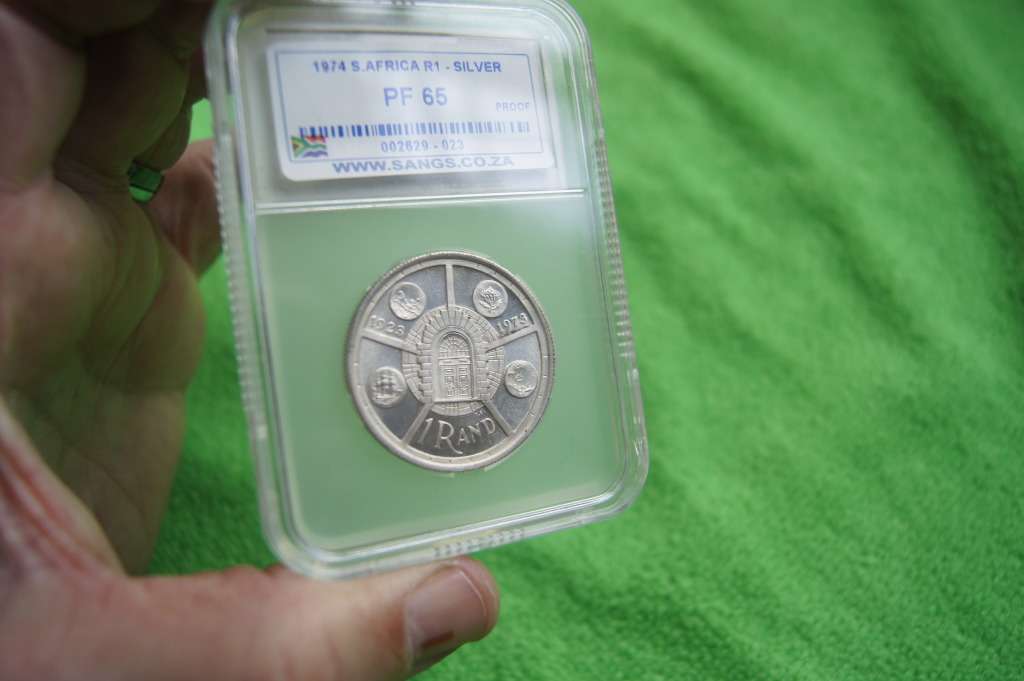 1974 S.AFRICA R1 - SILVER
PF 65
PROOF
002629 - 023
WWW.SANGS.CO.ZA
1923 1973
1 RAND